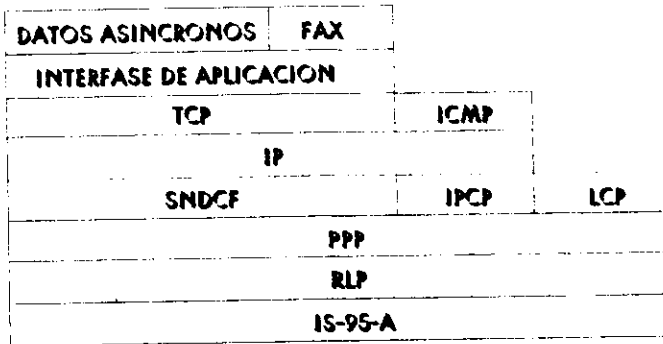 DATOS ASINCRONOS FAX
INTERFASE DE APLICACION
TCP ICMP
IP
SNDCF IPCP LCP
PPP
RLP
IS-95-A